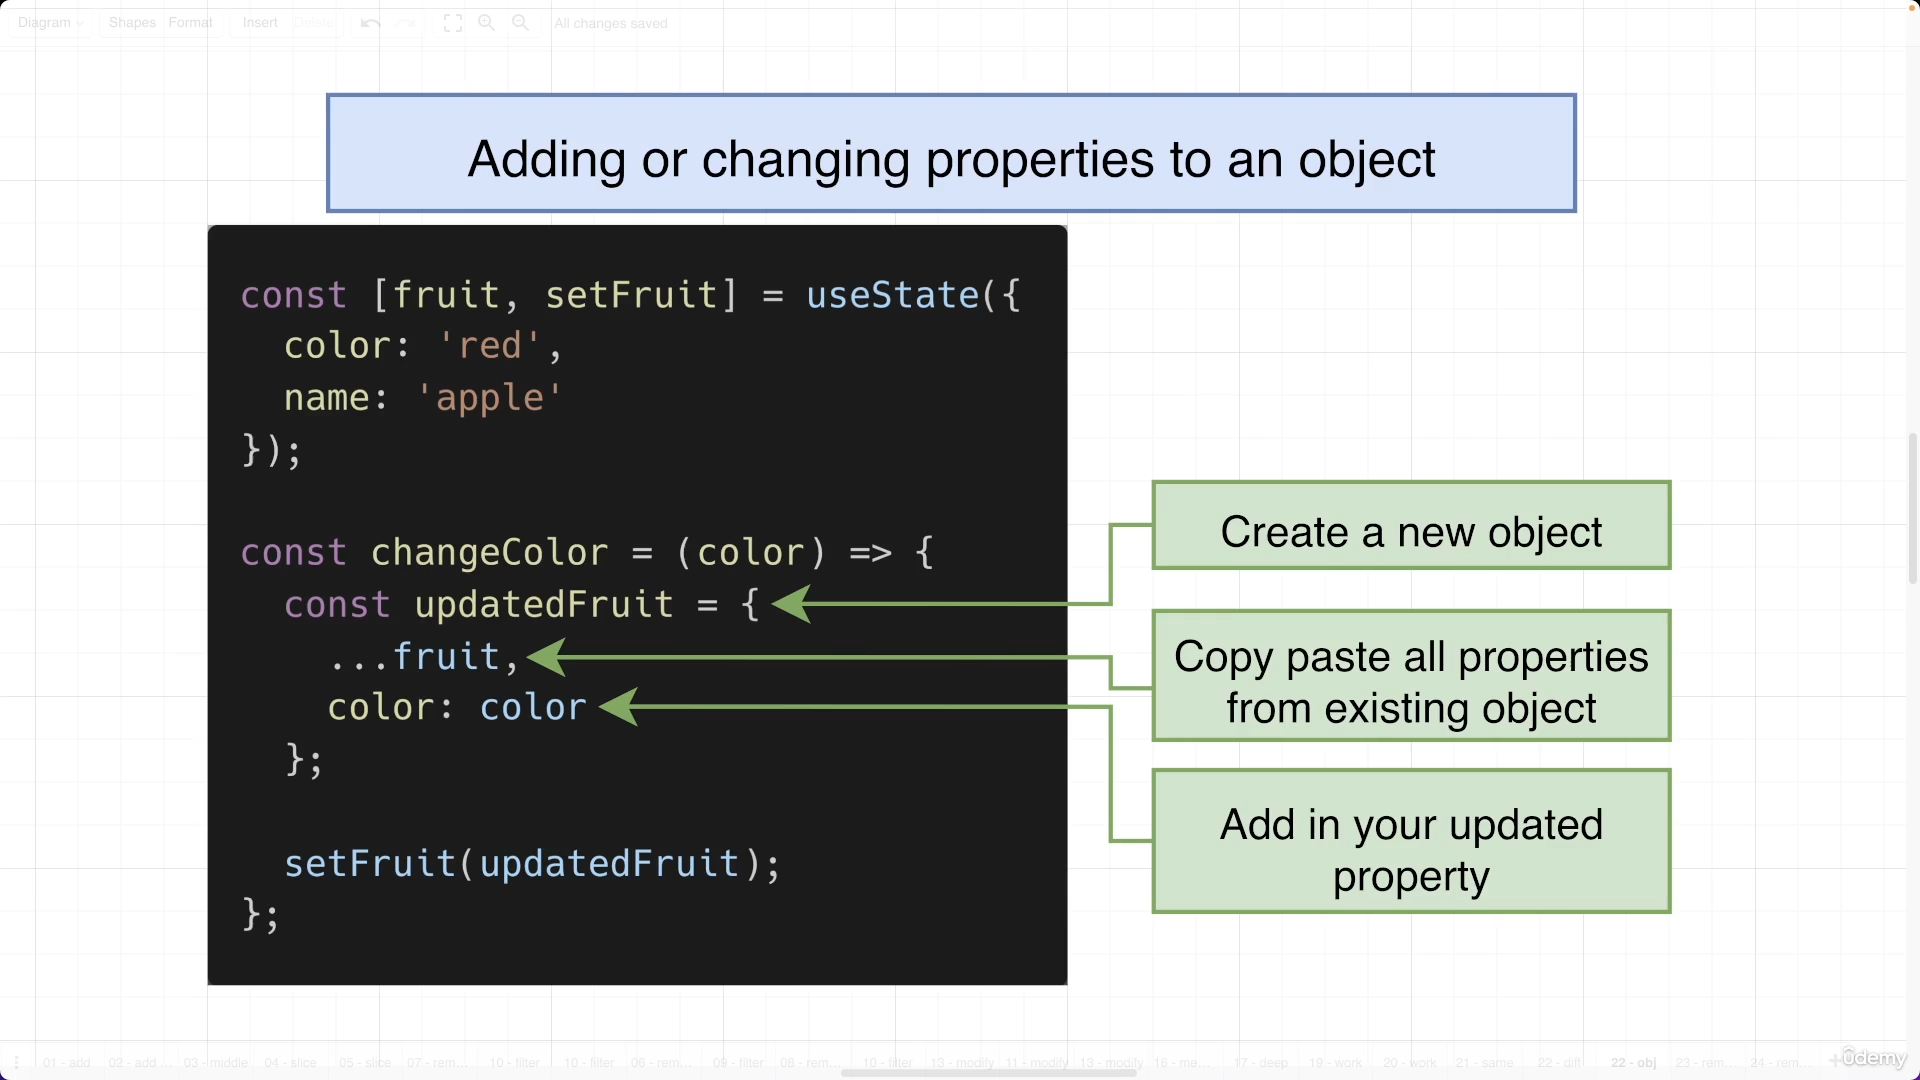 Diagram Shapes Format Insert Delete All changes saved
Adding or changing properties to an object
const [fruit, setFruit] = useState({
  color: 'red',
  name: 'apple'
});
const changeColor = (color) => {
  const updatedFruit = {
    ...fruit,
    color: color
  };
  setFruit(updatedFruit);
};
Create a new object
Copy paste all properties
from existing object
Add in your updated
property
01 - add 02 - add ... 03 - middle 04 - slice 05 - slice 07 - rem... 10 - filter 10 - filter 06 - rem... 09 - filter 08 - rem... 10 - filter 13 - modify 11 - modify 13 - modify 16 - me... 17 - deep 19 - work 20 - work 21 - same 22 - diff 22 - obj 23 - rem... 24 - rem...
ûdemy